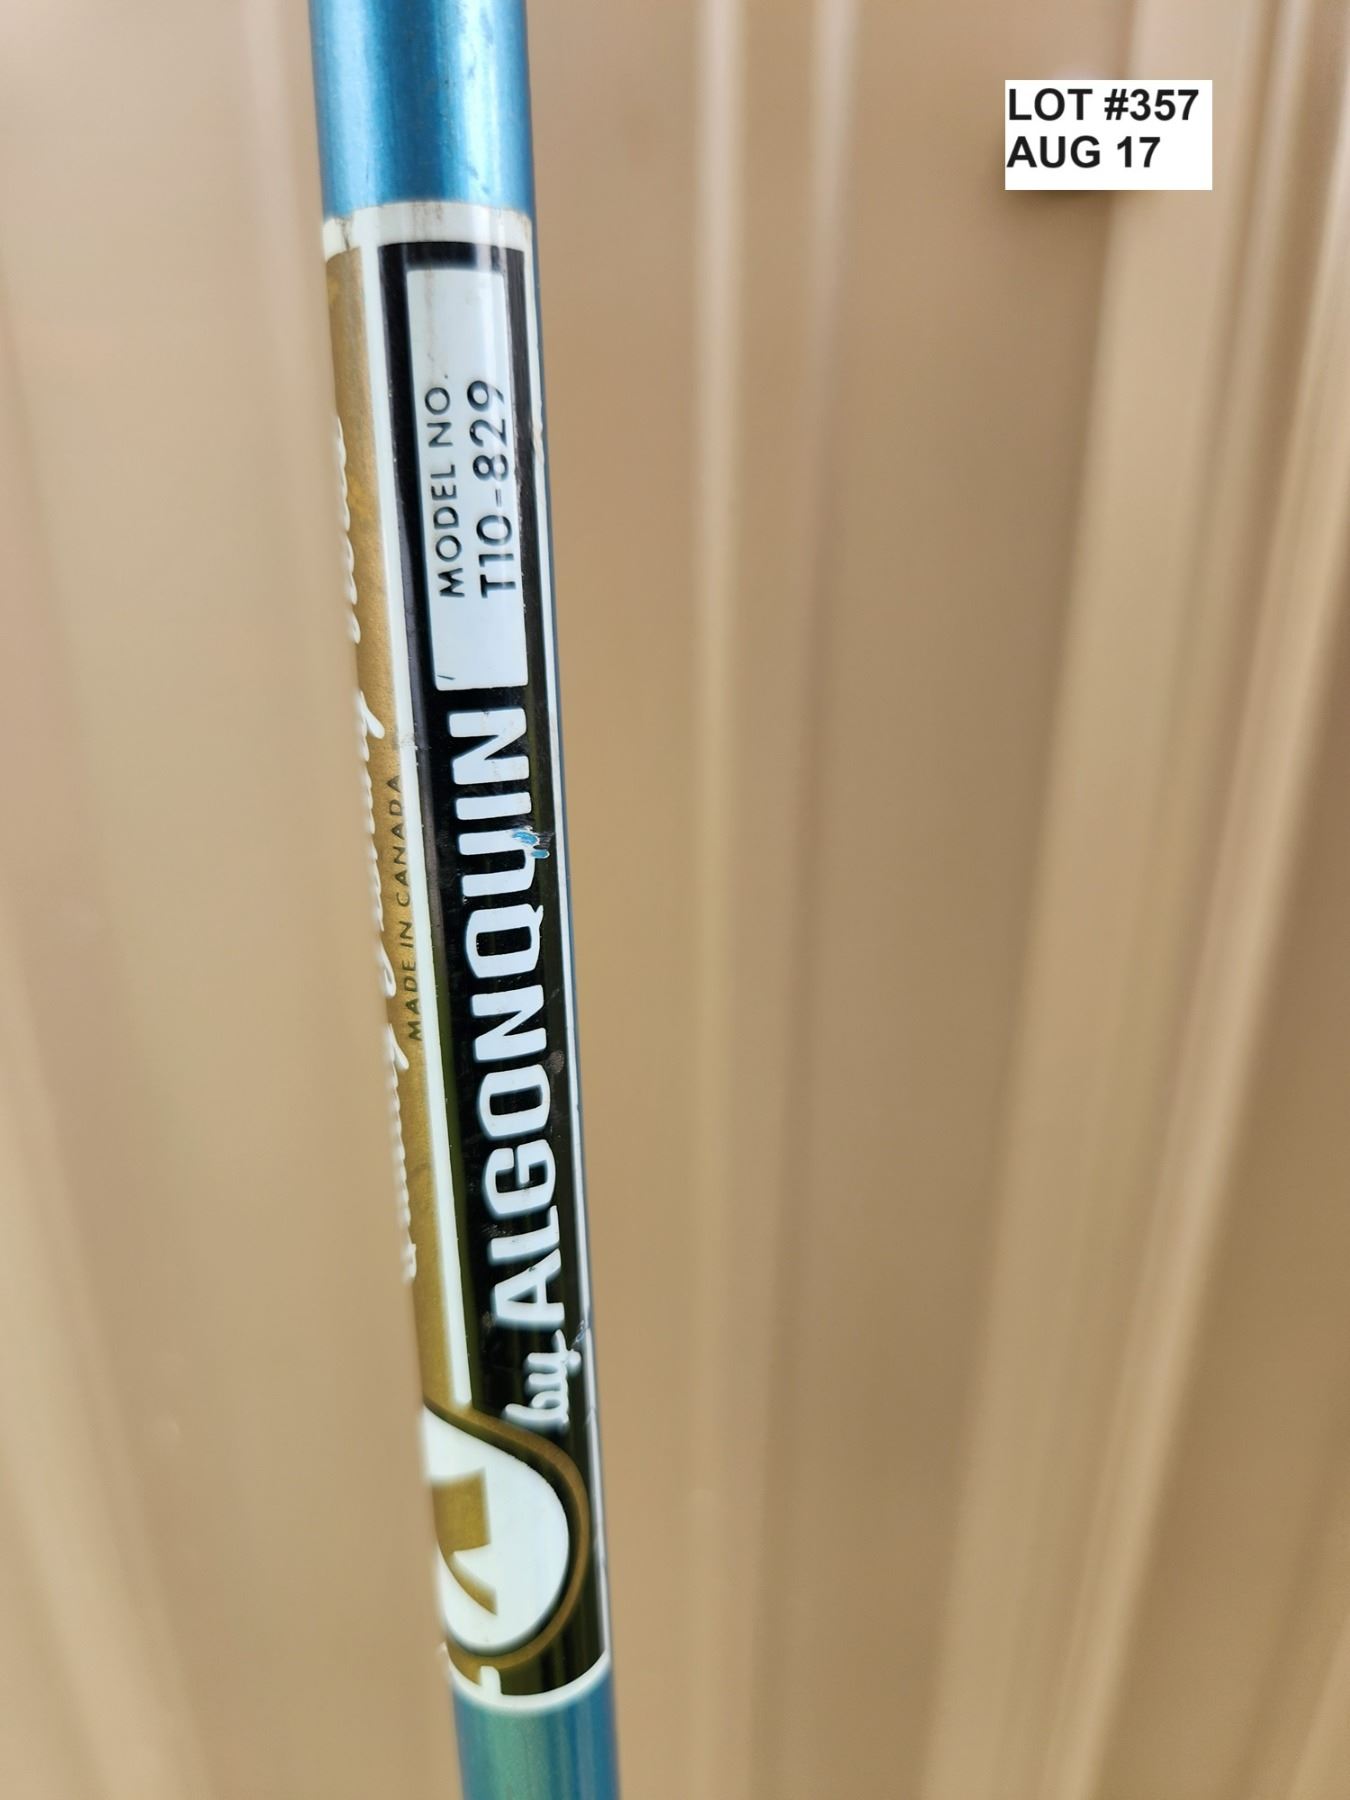 LOT #357
AUG 17
MODEL NO.
T10-829
by ALGONQUIN
MADE IN CANADA